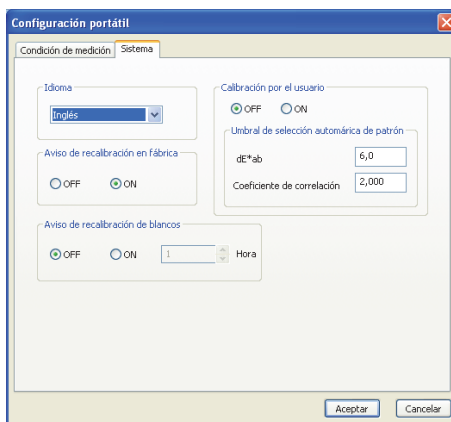 Configuración portátil
Condición de medición
Sistema
Idioma
Inglés
Aviso de recalibración en fábrica
OFF
ON
Aviso de recalibración de blancos
OFF
ON
1
Hora
Calibración por el usuario
OFF
ON
Umbral de selección automárica de patrón
dE*ab
6,0
Coeficiente de correlación
2,000
Aceptar
Cancelar